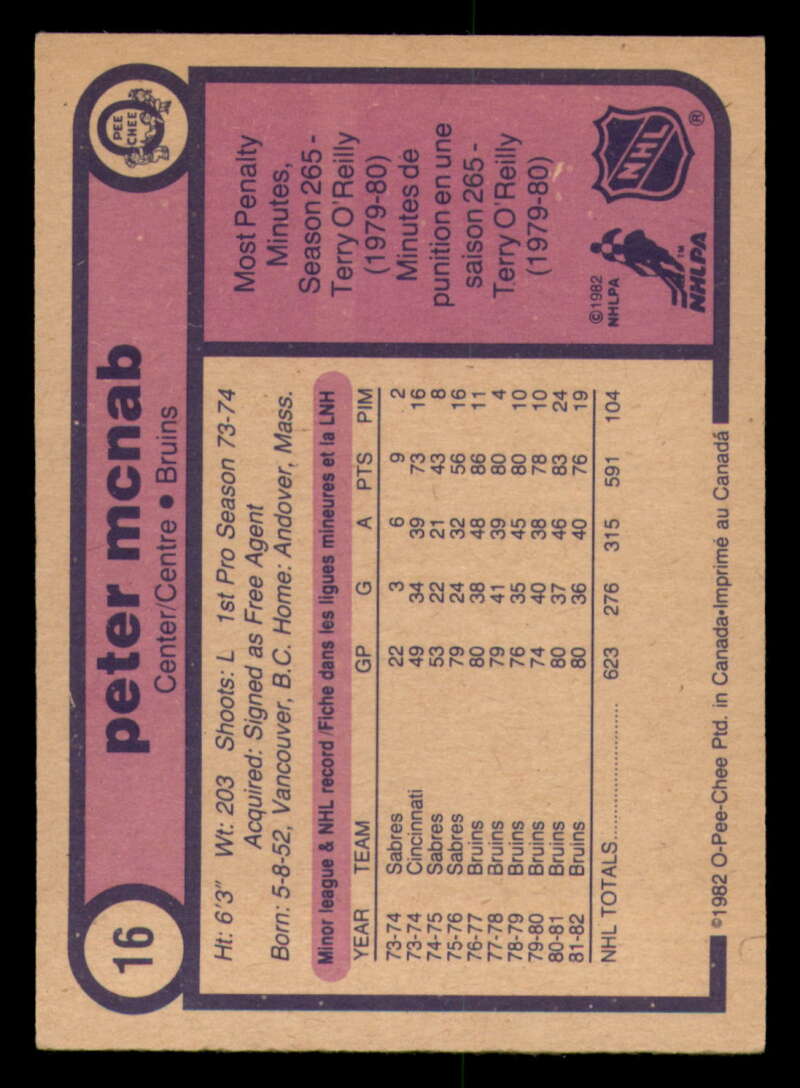 16
peter mcnab
Center/Centre • Bruins
O
PEE
CHEE
Ht: 6'3" Wt: 203 Shoots: L 1st Pro Season 73-74
Acquired: Signed as Free Agent
Born: 5-8-52, Vancouver, B.C. Home: Andover, Mass.
Minor league & NHL record /Fiche dans les ligues mineures et la LNH
YEAR TEAM GP G A PTS PIM
73-74 Sabres 22 3 6 9 2
73-74 Cincinnati 49 34 39 73 16
74-75 Sabres 53 22 21 43 8
75-76 Sabres 79 24 32 56 16
76-77 Bruins 80 38 48 86 11
77-78 Bruins 79 41 39 80 4
78-79 Bruins 76 35 45 80 10
79-80 Bruins 74 40 38 78 10
80-81 Bruins 80 37 46 83 24
81-82 Bruins 80 36 40 76 19
NHL TOTALS.................... 623 276 315 591 104
Most Penalty
Minutes,
Season 265 -
Terry O'Reilly
(1979-80)
Minutes de
punition en une
saison 265 -
Terry O'Reilly
(1979-80)
©1982
NHLPA
NHLPA™
NHL®
©1982 O-Pee-Chee Ptd. in Canada•Imprimé au Canadá